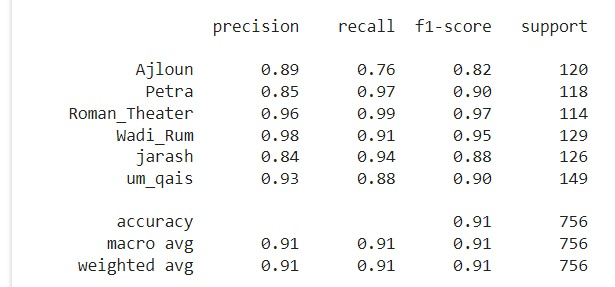 precision recall f1-score support
Ajloun 0.89 0.76 0.82 120
Petra 0.85 0.97 0.90 118
Roman_Theater 0.96 0.99 0.97 114
Wadi_Rum 0.98 0.91 0.95 129
jarash 0.84 0.94 0.88 126
um_qais 0.93 0.88 0.90 149
accuracy 0.91 756
macro avg 0.91 0.91 0.91 756
weighted avg 0.91 0.91 0.91 756